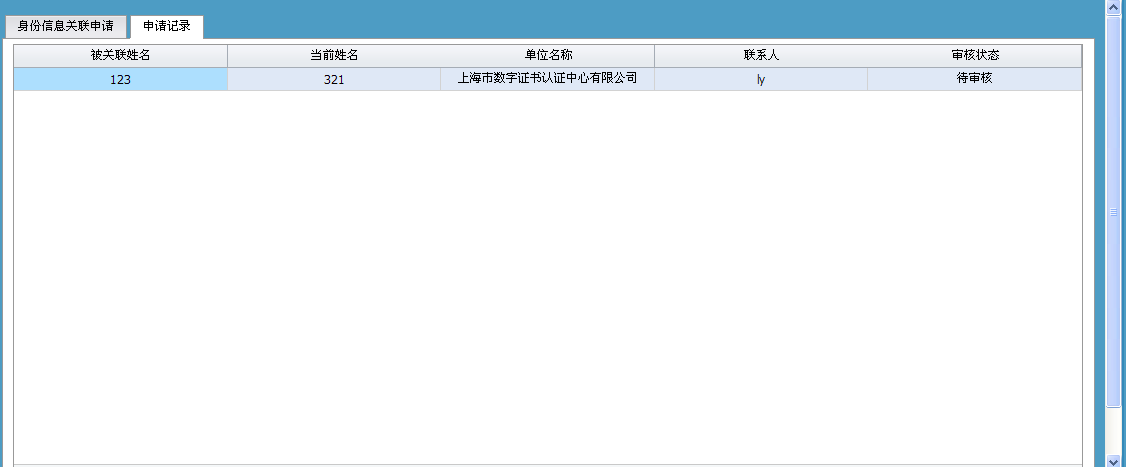 身份信息关联申请 申请记录
被关联姓名 当前姓名 单位名称 联系人 审核状态
123 321 上海市数字证书认证中心有限公司 ly 待审核